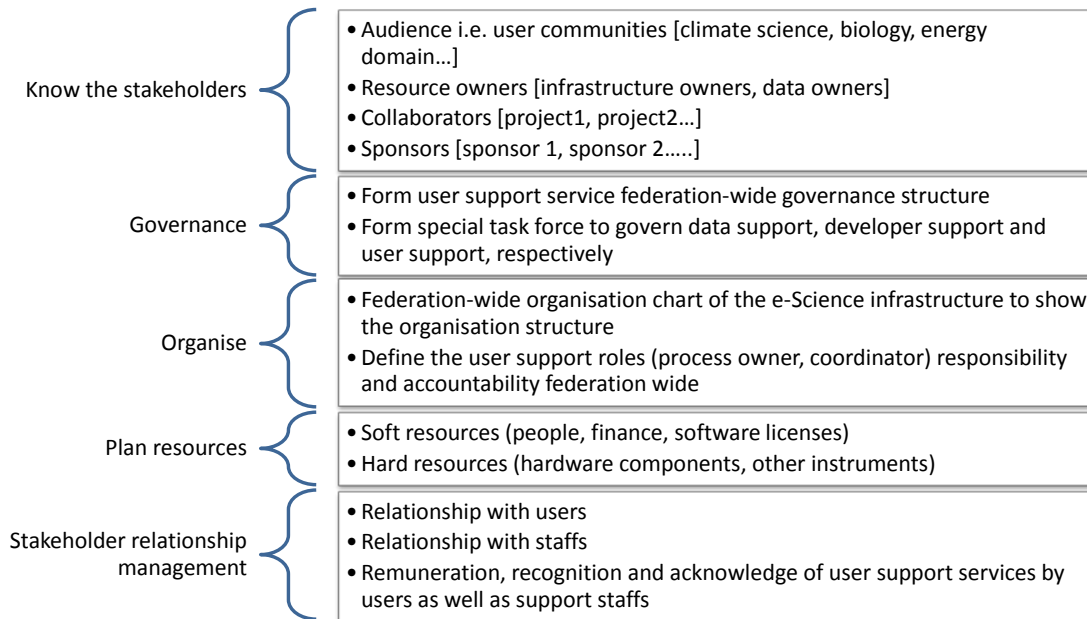 Know the stakeholders
• Audience i.e. user communities [climate science, biology, energy
domain…]
• Resource owners [infrastructure owners, data owners]
• Collaborators [project1, project2…]
• Sponsors [sponsor 1, sponsor 2…..]
Governance
• Form user support service federation-wide governance structure
• Form special task force to govern data support, developer support and
user support, respectively
Organise
• Federation-wide organisation chart of the e-Science infrastructure to show
the organisation structure
• Define the user support roles (process owner, coordinator) responsibility
and accountability federation wide
Plan resources
• Soft resources (people, finance, software licenses)
• Hard resources (hardware components, other instruments)
Stakeholder relationship
management
• Relationship with users
• Relationship with staffs
• Remuneration, recognition and acknowledge of user support services by
users as well as support staffs